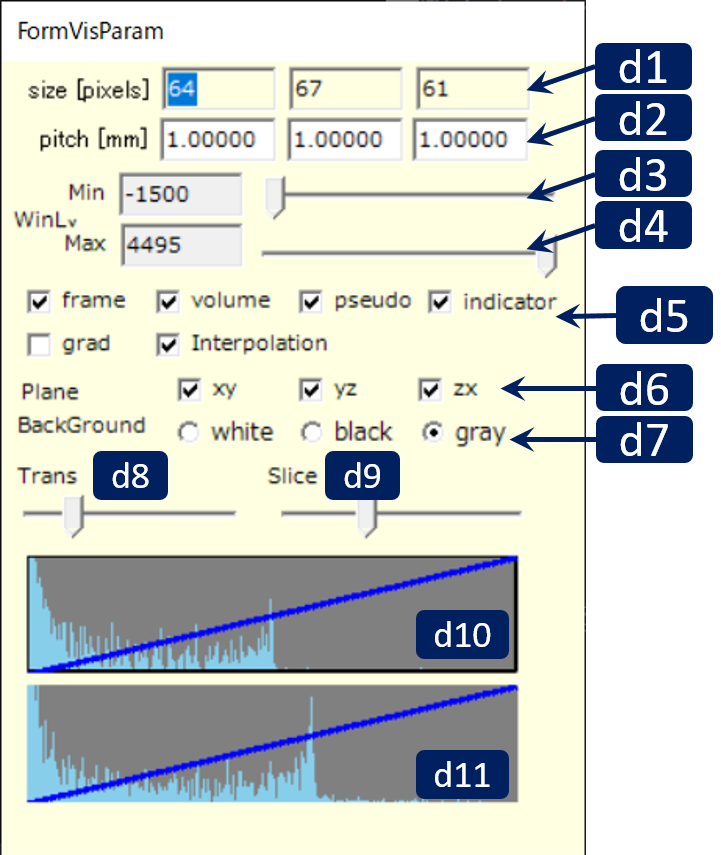 FormVisParam
size [pixels] 64 67 61 d1
pitch [mm] 1.00000 1.00000 1.00000 d2
Min -1500 d3
WinLv
Max 4495 d4
frame volume pseudo indicator d5
grad Interpolation
Plane xy yz zx d6
BackGround white black gray d7
Trans d8 Slice d9
d10
d11